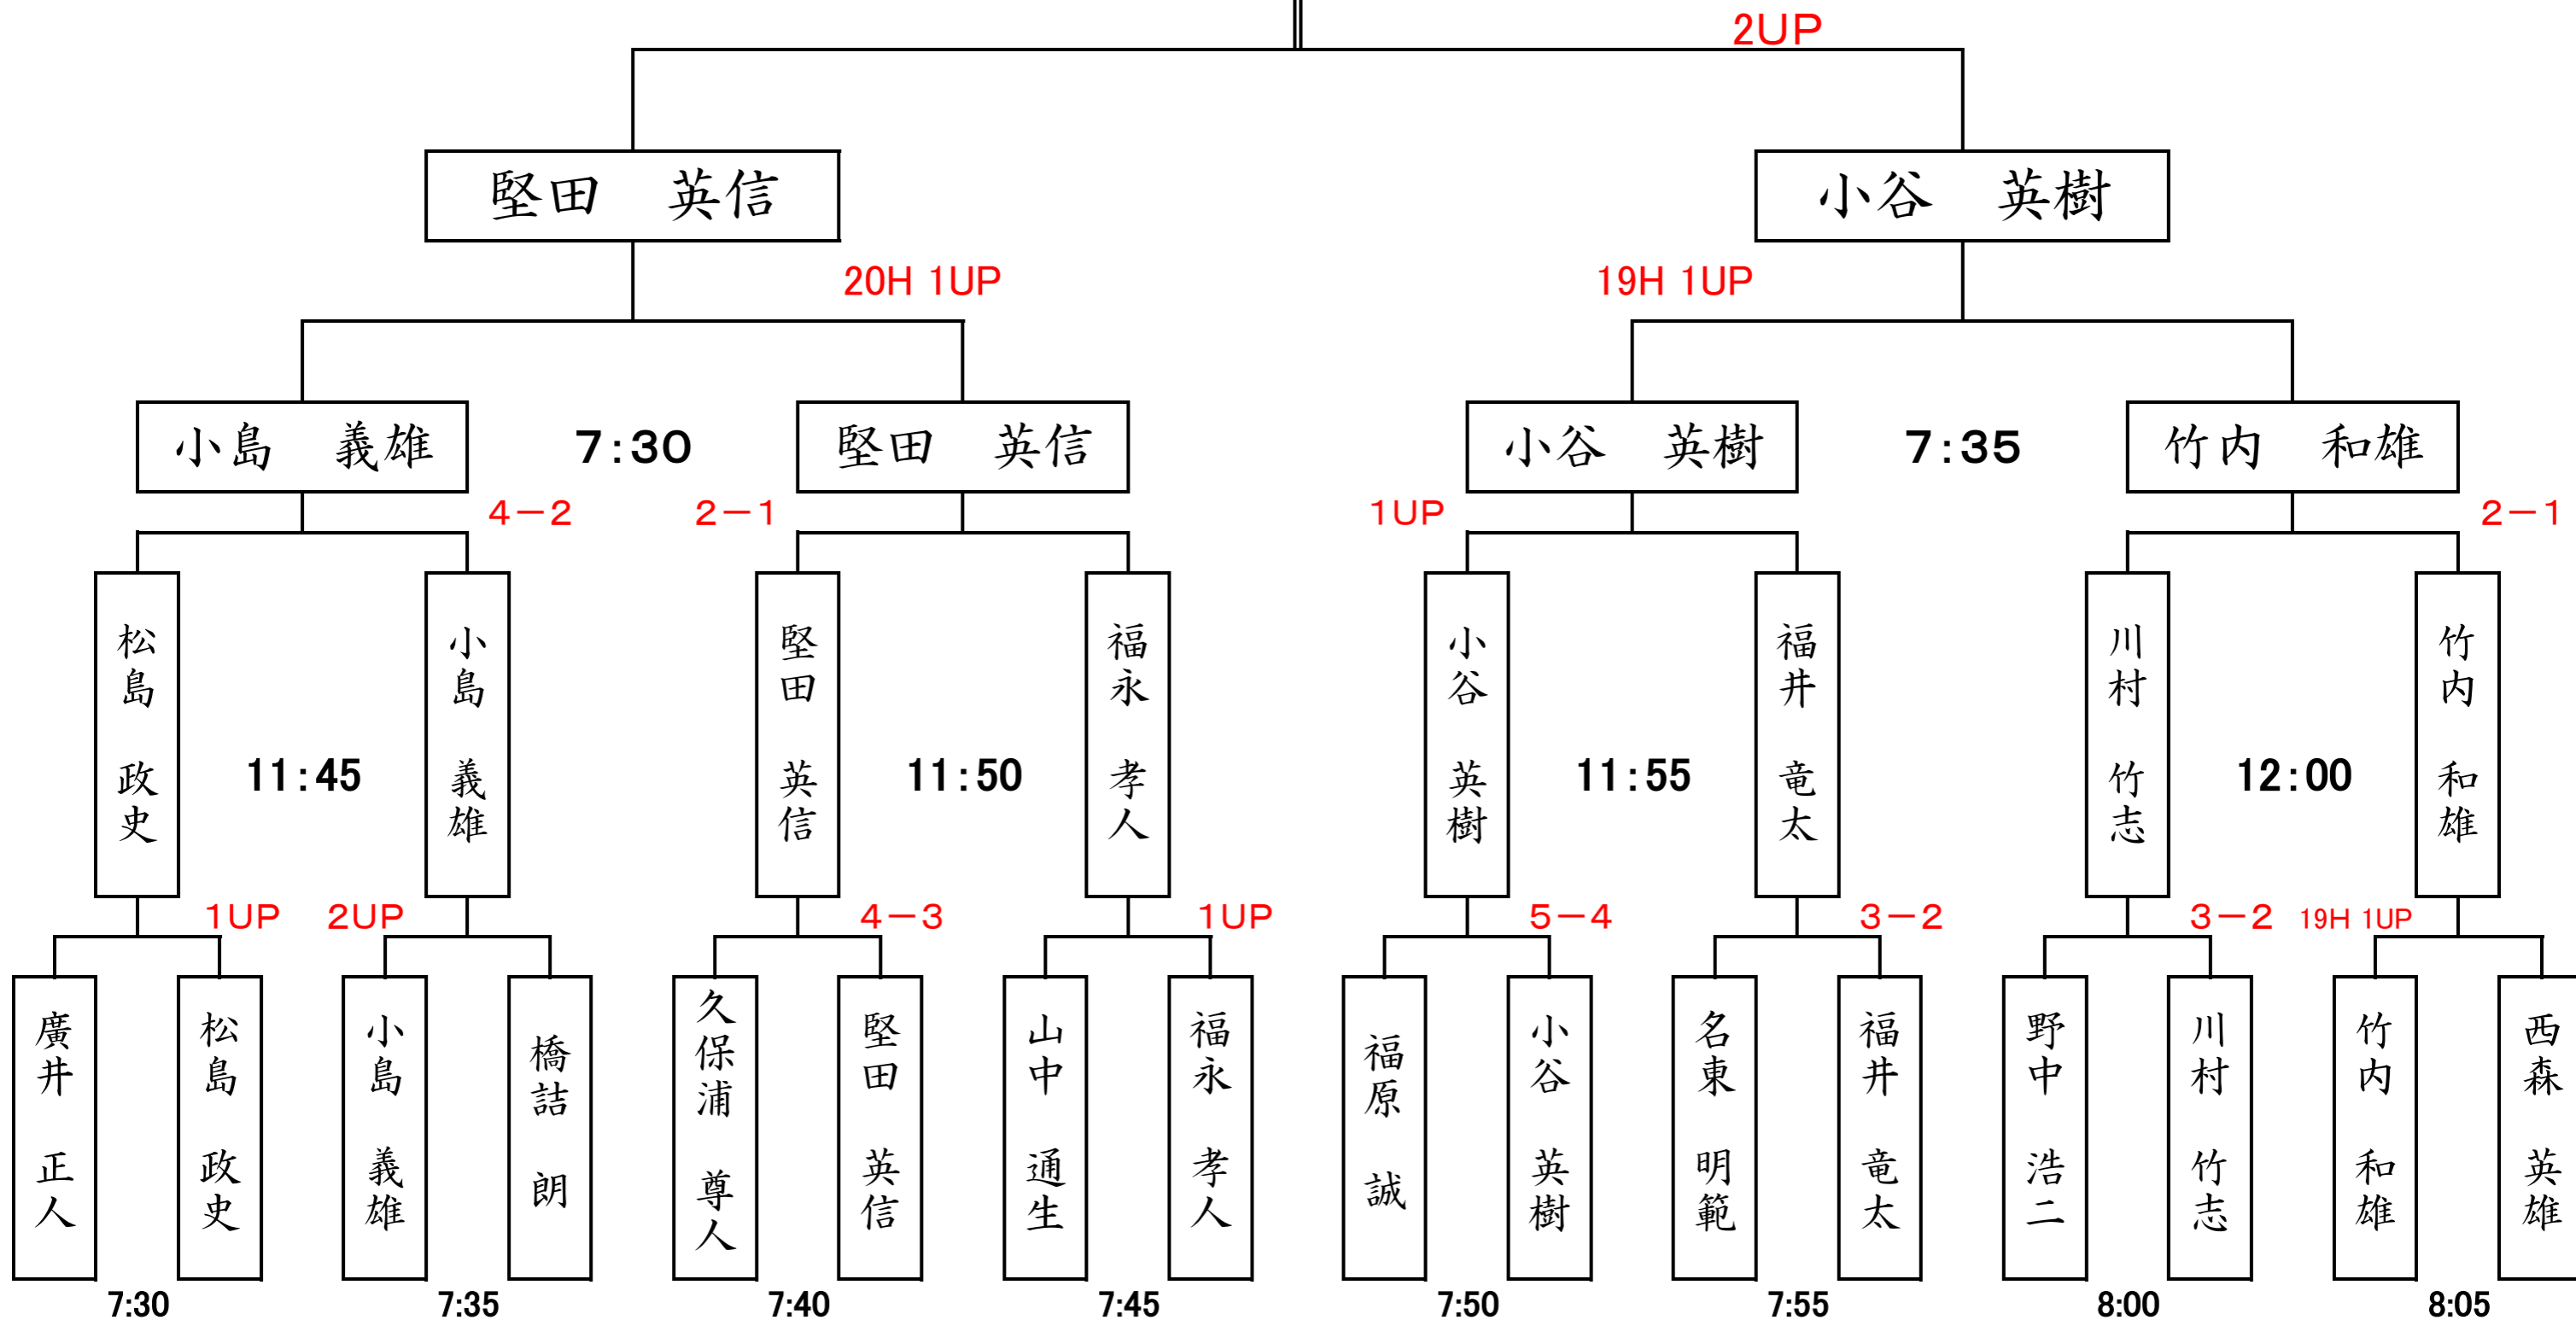 2UP
堅田　英信
小谷　英樹
20H 1UP
19H 1UP
小島　義雄
7:30
堅田　英信
小谷　英樹
7:35
竹内　和雄
4－2
2－1
1UP
2－1
松島　政史
11:45
小島　義雄
堅田　英信
11:50
福永　孝人
小谷　英樹
11:55
福井　竜太
川村　竹志
12:00
竹内　和雄
1UP
2UP
4－3
1UP
5－4
3－2
3－2
19H 1UP
廣井　正人
松島　政史
小島　義雄
橋詰　朗
久保浦　尊人
堅田　英信
山中　通生
福永　孝人
福原　誠
小谷　英樹
名東　明範
福井　竜太
野中　浩二
川村　竹志
竹内　和雄
西森　英雄
7:30
7:35
7:40
7:45
7:50
7:55
8:00
8:05